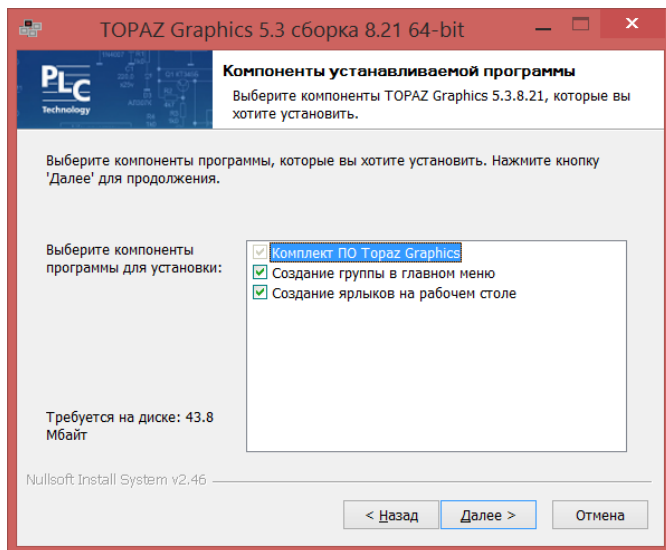 TOPAZ Graphics 5.3 сборка 8.21 64-bit
PLC
Technology
Компоненты устанавливаемой программы
Выберите компоненты TOPAZ Graphics 5.3.8.21, которые вы
хотите установить.
Выберите компоненты программы, которые вы хотите установить. Нажмите кнопку
'Далее' для продолжения.
Выберите компоненты
программы для установки:
Комплект ПО Topaz Graphics
Создание группы в главном меню
Создание ярлыков на рабочем столе
Требуется на диске: 43.8
Мбайт
Nullsoft Install System v2.46
< Назад
Далее >
Отмена